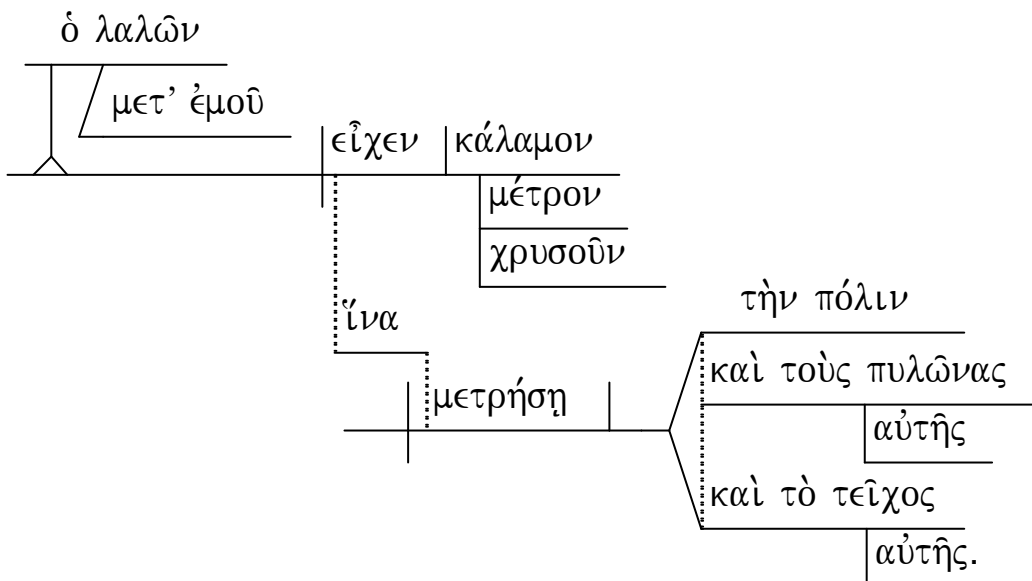 ὁ λαλῶν
μετ’ ἐμοῦ
εἶχεν κάλαμον
μέτρον
χρυσοῦν
ἵνα
μετρήσῃ
τὴν πόλιν
καὶ τοὺς πυλῶνας
αὐτῆς
καὶ τὸ τεῖχος
αὐτῆς.